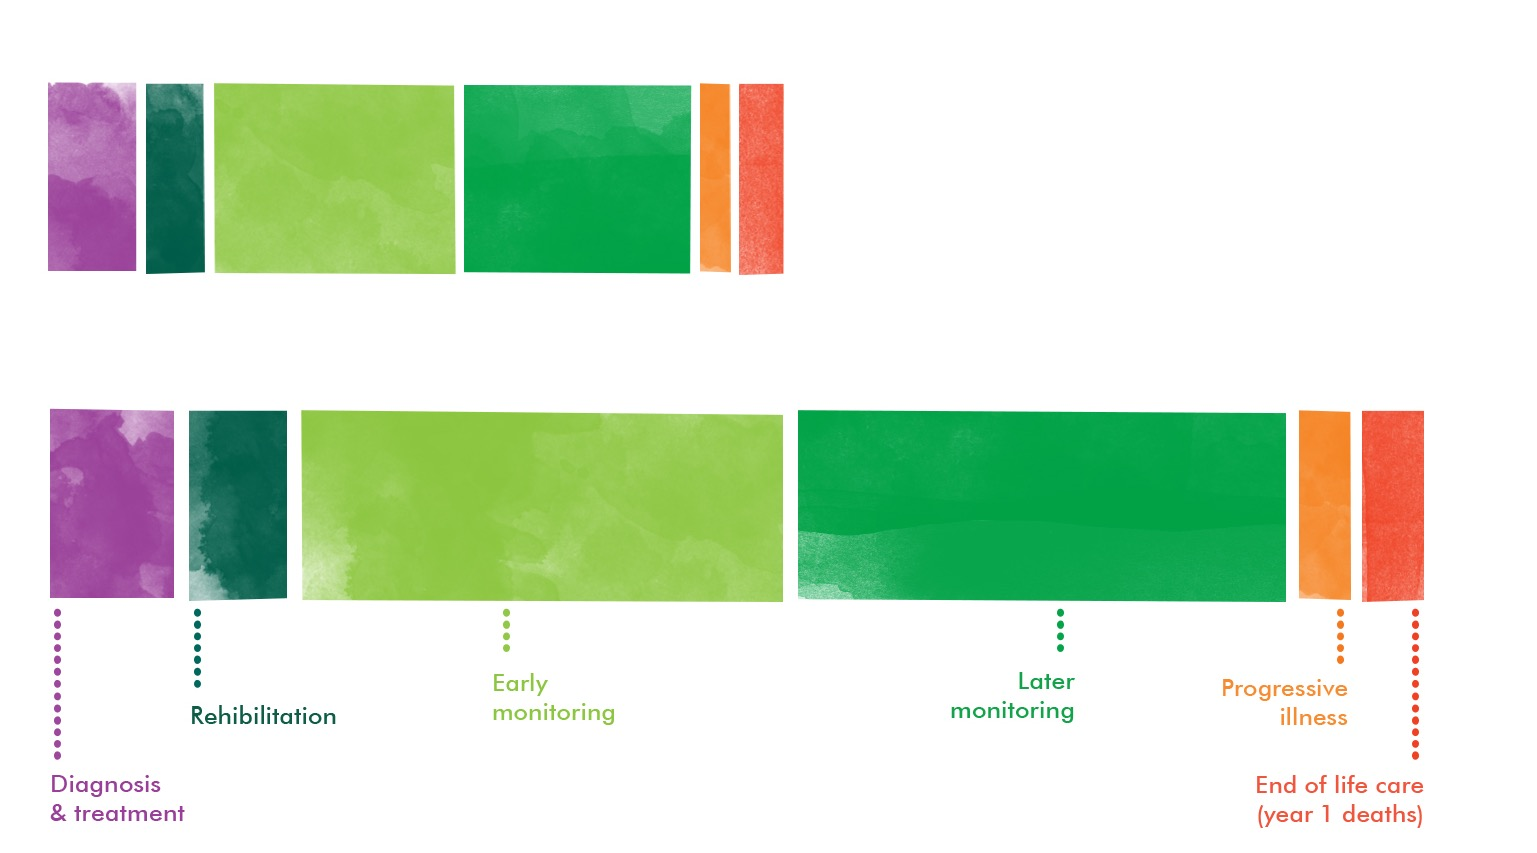 Early
monitoring
Later
monitoring
Progressive
illness
Rehibilitation
Diagnosis
& treatment
End of life care
(year 1 deaths)